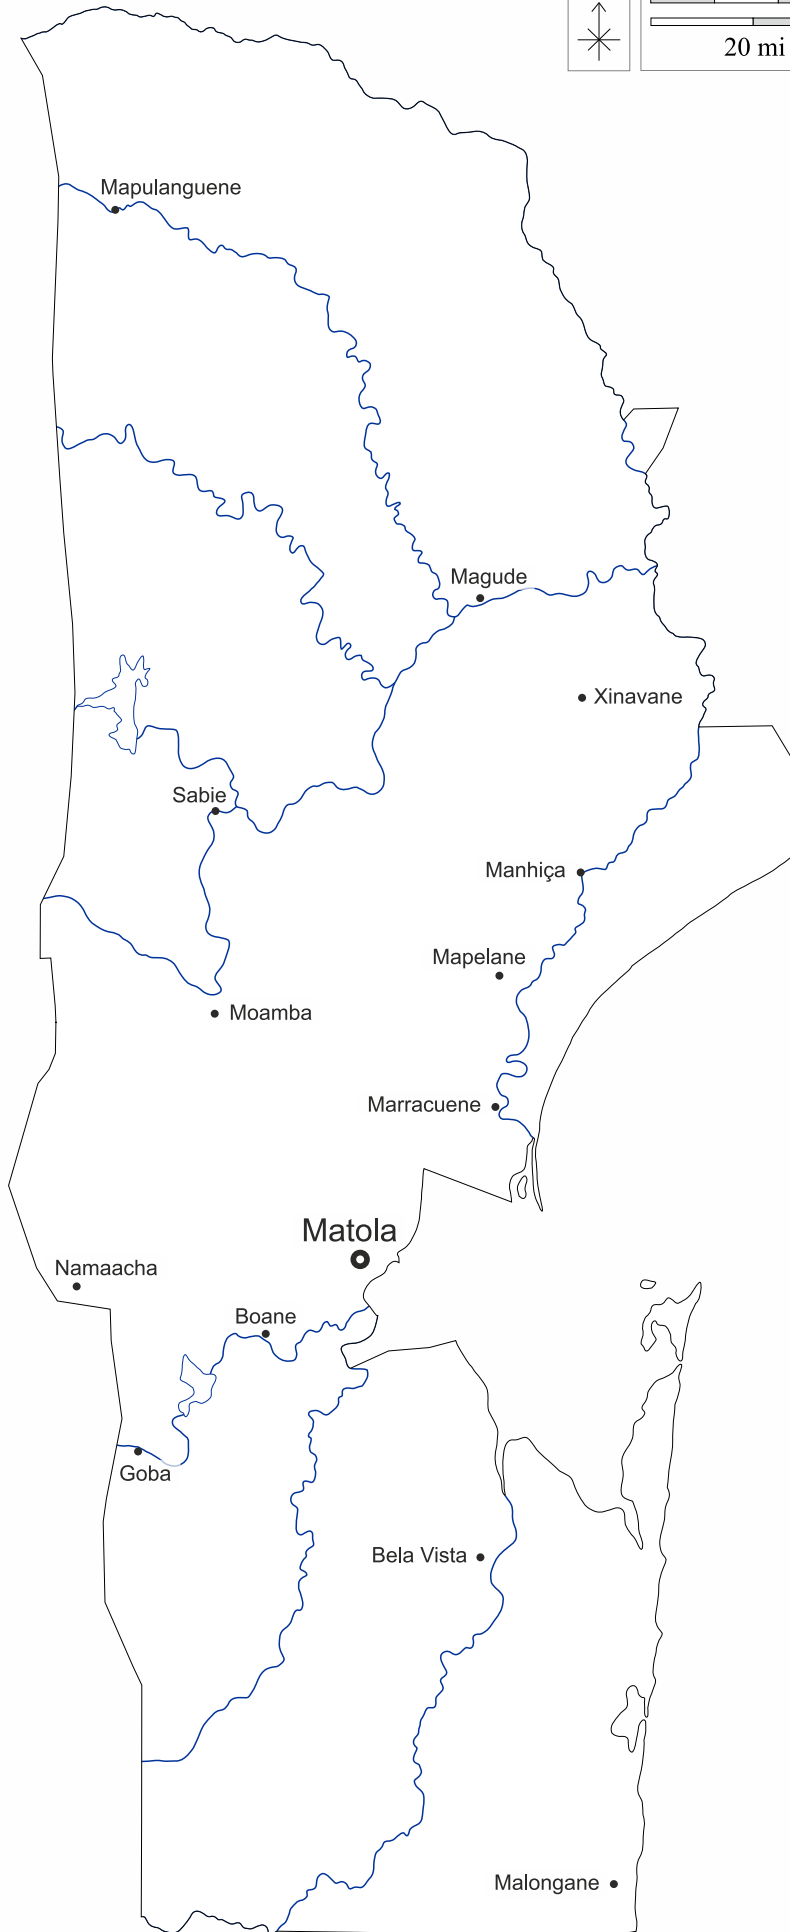 20 mi
Mapulanguene
Magude
Xinavane
Sabie
Manhiça
Mapelane
Moamba
Marracuene
Matola
Namaacha
Boane
Goba
Bela Vista
Malongane